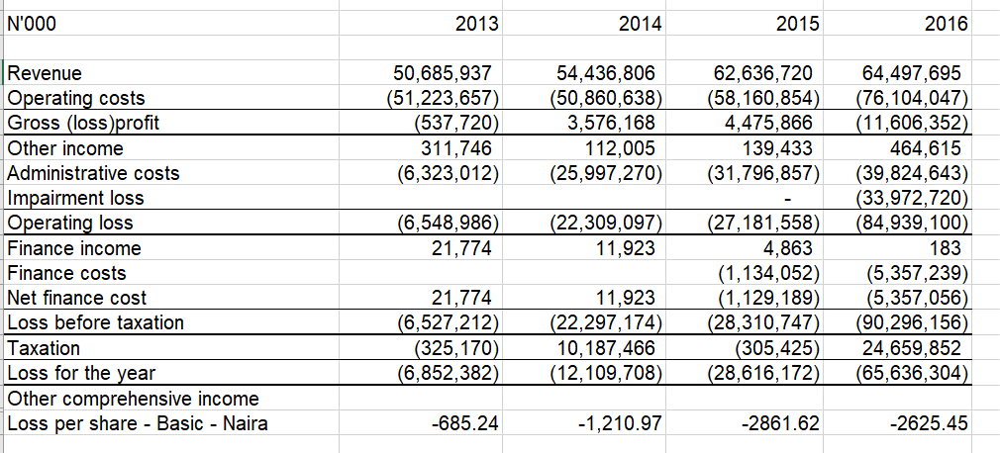 N'000 2013 2014 2015 2016
Revenue 50,685,937 54,436,806 62,636,720 64,497,695
Operating costs (51,223,657) (50,860,638) (58,160,854) (76,104,047)
Gross (loss)profit (537,720) 3,576,168 4,475,866 (11,606,352)
Other income 311,746 112,005 139,433 464,615
Administrative costs (6,323,012) (25,997,270) (31,796,857) (39,824,643)
Impairment loss - (33,972,720)
Operating loss (6,548,986) (22,309,097) (27,181,558) (84,939,100)
Finance income 21,774 11,923 4,863 183
Finance costs (1,134,052) (5,357,239)
Net finance cost 21,774 11,923 (1,129,189) (5,357,056)
Loss before taxation (6,527,212) (22,297,174) (28,310,747) (90,296,156)
Taxation (325,170) 10,187,466 (305,425) 24,659,852
Loss for the year (6,852,382) (12,109,708) (28,616,172) (65,636,304)
Other comprehensive income
Loss per share - Basic - Naira -685.24 -1,210.97 -2861.62 -2625.45